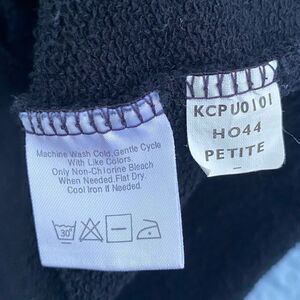 Machine Wash Cold, Gentle Cycle
With Like Colors.
Only Non-Chlorine Bleach
When Needed. Flat Dry.
Cool Iron if Needed.
30°
KCPU0101
HO44
PETITE